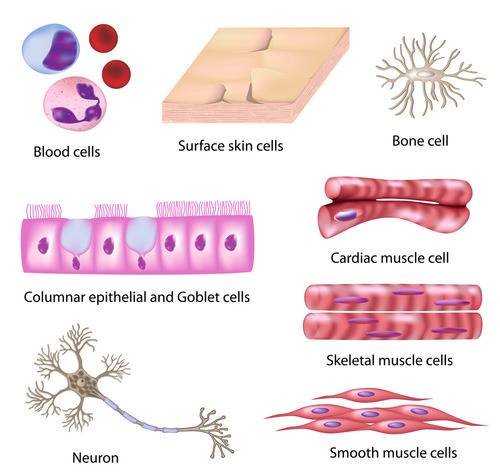 Blood cells
Surface skin cells
Bone cell
Columnar epithelial and Goblet cells
Cardiac muscle cell
Skeletal muscle cells
Neuron
Smooth muscle cells